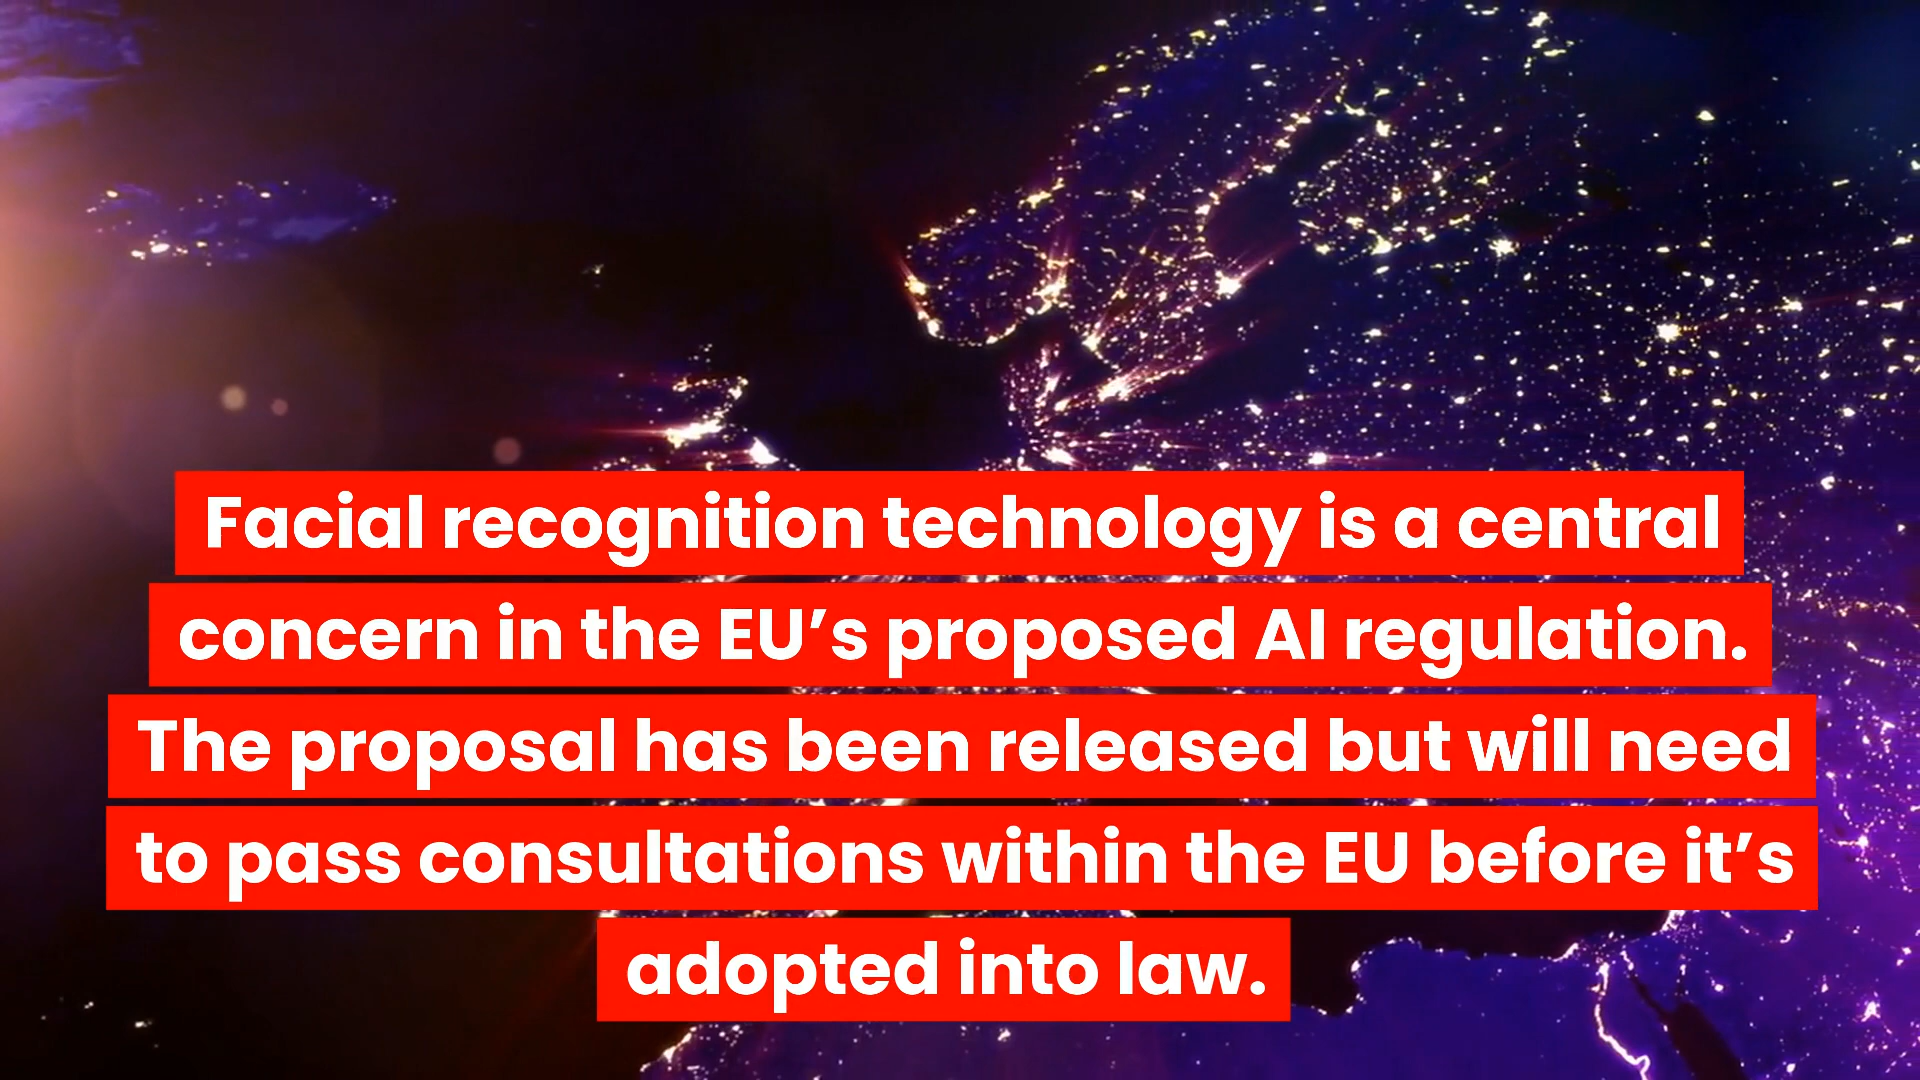 Facial recognition technology is a central
concern in the EU’s proposed AI regulation.
The proposal has been released but will need
to pass consultations within the EU before it’s
adopted into law.